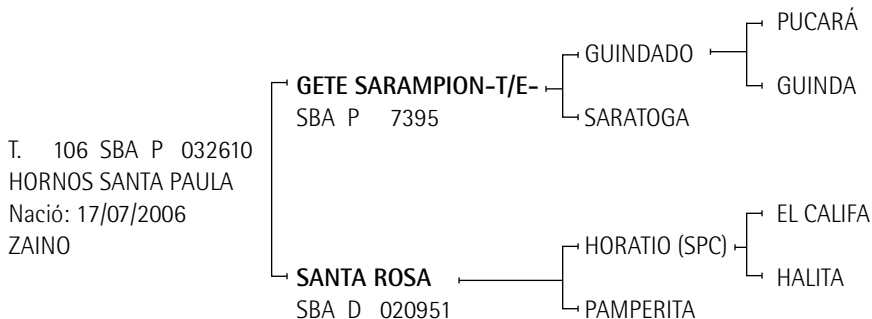 T. 106 SBA P 032610
HORNOS SANTA PAULA
Nació: 17/07/2006
ZAINO
GETE SARAMPION-T/E-
SBA P 7395
SANTA ROSA
SBA D 020951
GUINDADO
SARATOGA
HORATIO (SPC)
PAMPERITA
PUCARÁ
GUINDA
EL CALIFA
HALITA